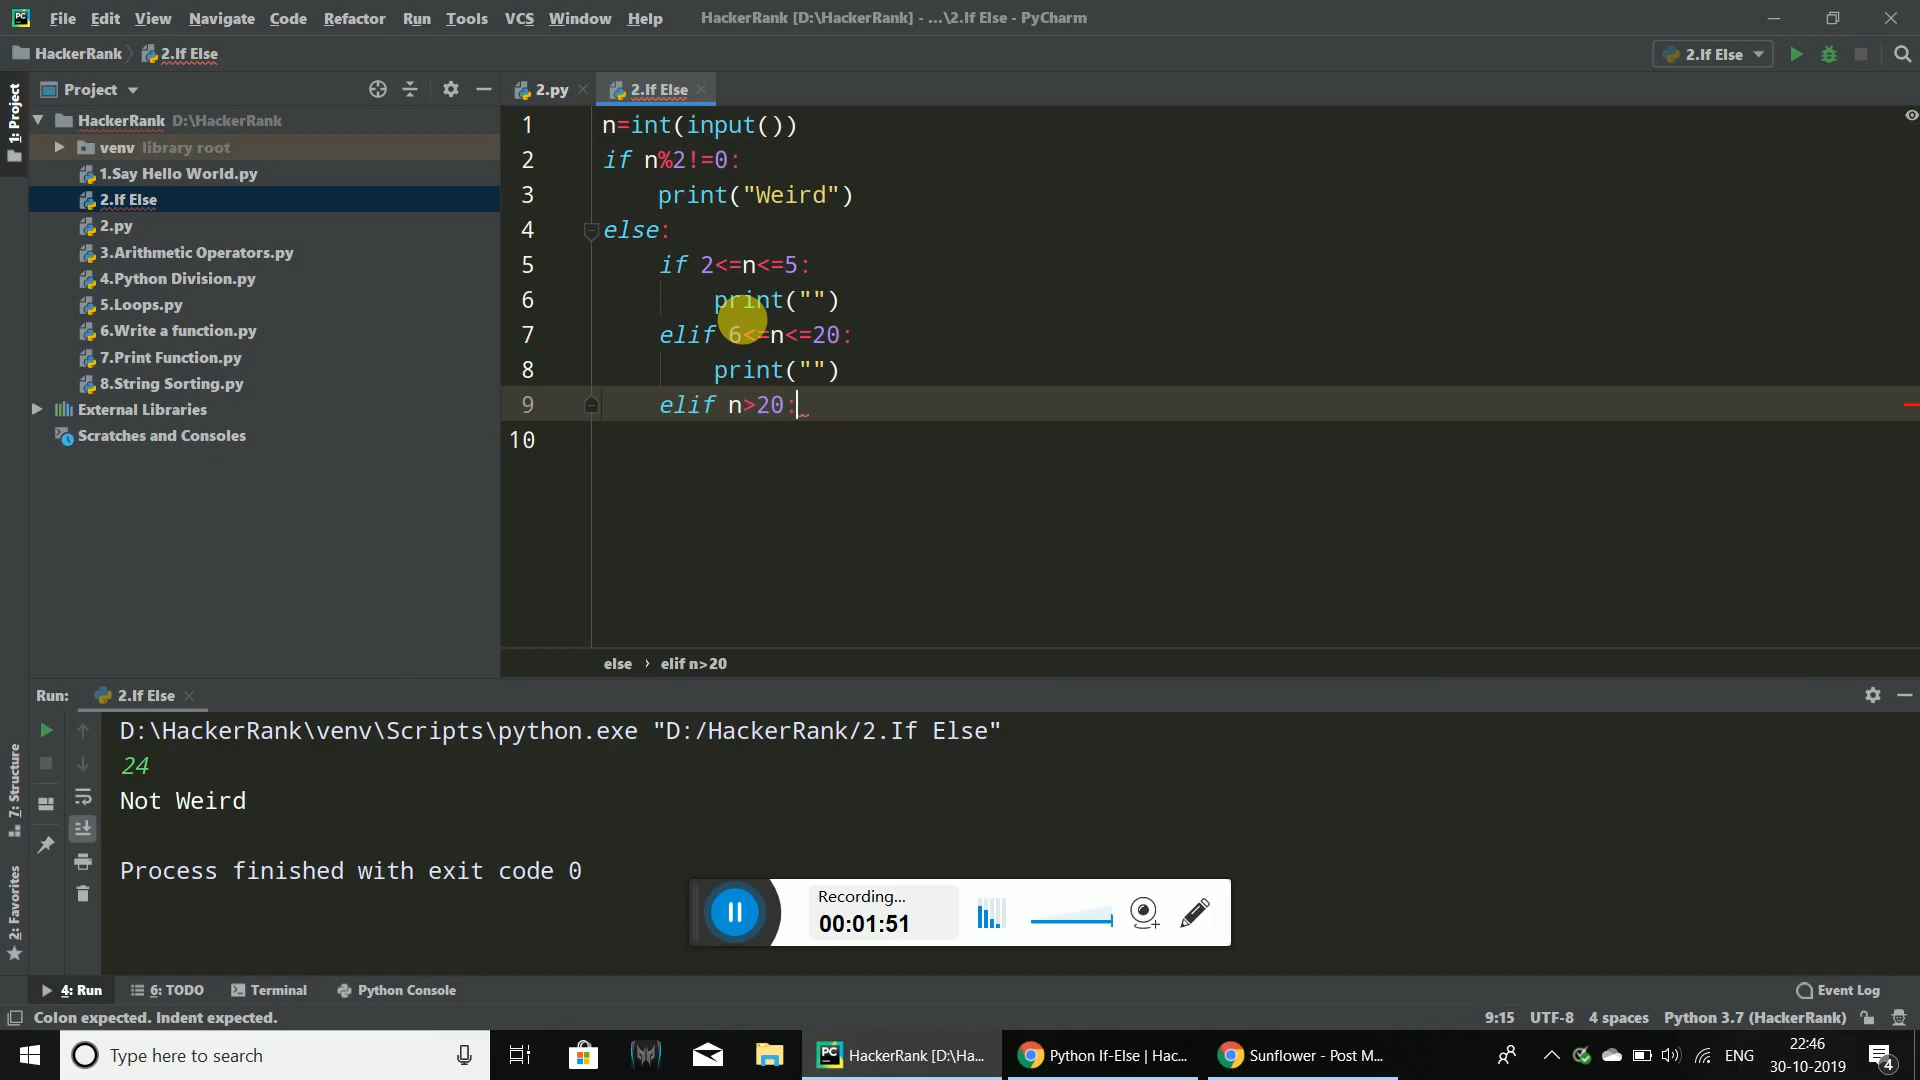 File Edit View Navigate Code Refactor Run Tools VCS Window Help HackerRank [D:\HackerRank] - ...\2.If Else - PyCharm
HackerRank 2.If Else 2.If Else
1: Project
Project 2.py 2.If Else
HackerRank D:\HackerRank
venv library root
1.Say Hello World.py
2.If Else
2.py
3.Arithmetic Operators.py
4.Python Division.py
5.Loops.py
6.Write a function.py
7.Print Function.py
8.String Sorting.py
External Libraries
Scratches and Consoles
1 n=int(input())
2 if n%2!=0:
3 print("Weird")
4 else:
5 if 2<=n<=5:
6 print("")
7 elif 6<=n<=20:
8 print("")
9 elif n>20:
10
else › elif n>20
Run: 2.If Else
D:\HackerRank\venv\Scripts\python.exe "D:/HackerRank/2.If Else"
24
Not Weird
Process finished with exit code 0
7: Structure
2: Favorites
Recording...
00:01:51
4: Run 6: TODO Terminal Python Console Event Log
Colon expected. Indent expected. 9:15 UTF-8 4 spaces Python 3.7 (HackerRank)
Type here to search HackerRank [D:\Ha... Python If-Else | Hac... Sunflower - Post M... ENG 22:46
30-10-2019 4